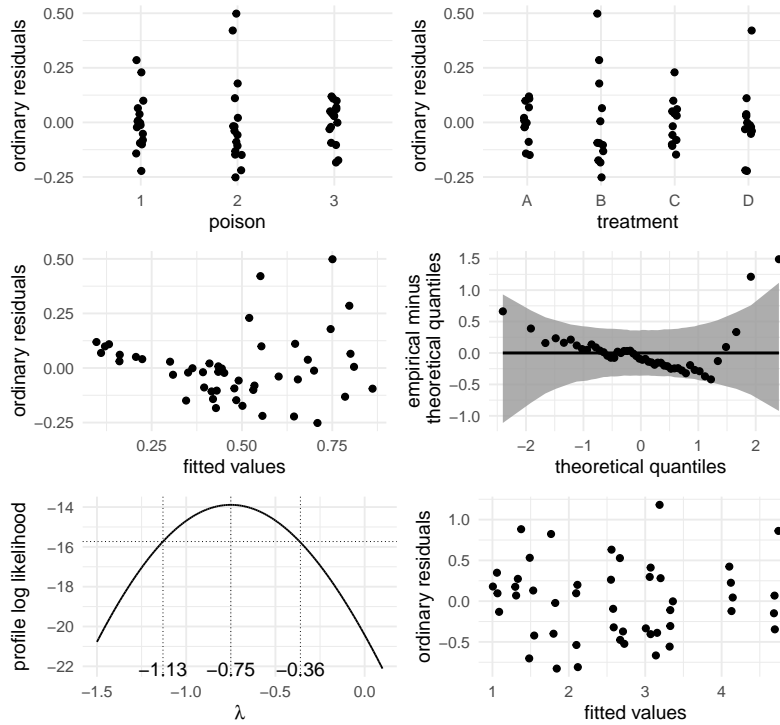 ordinary residuals
0.50
0.25
0.00
−0.25
1 2 3
poison
ordinary residuals
0.50
0.25
0.00
−0.25
A B C D
treatment
ordinary residuals
0.50
0.25
0.00
−0.25
0.25 0.50 0.75
fitted values
empirical minus
theoretical quantiles
1.5
1.0
0.5
0.0
−0.5
−1.0
−2 −1 0 1 2
theoretical quantiles
profile log likelihood
−14
−16
−18
−20
−22
−1.13 −0.75 −0.36
−1.5 −1.0 −0.5 0.0
λ
ordinary residuals
1.0
0.5
0.0
−0.5
1 2 3 4
fitted values